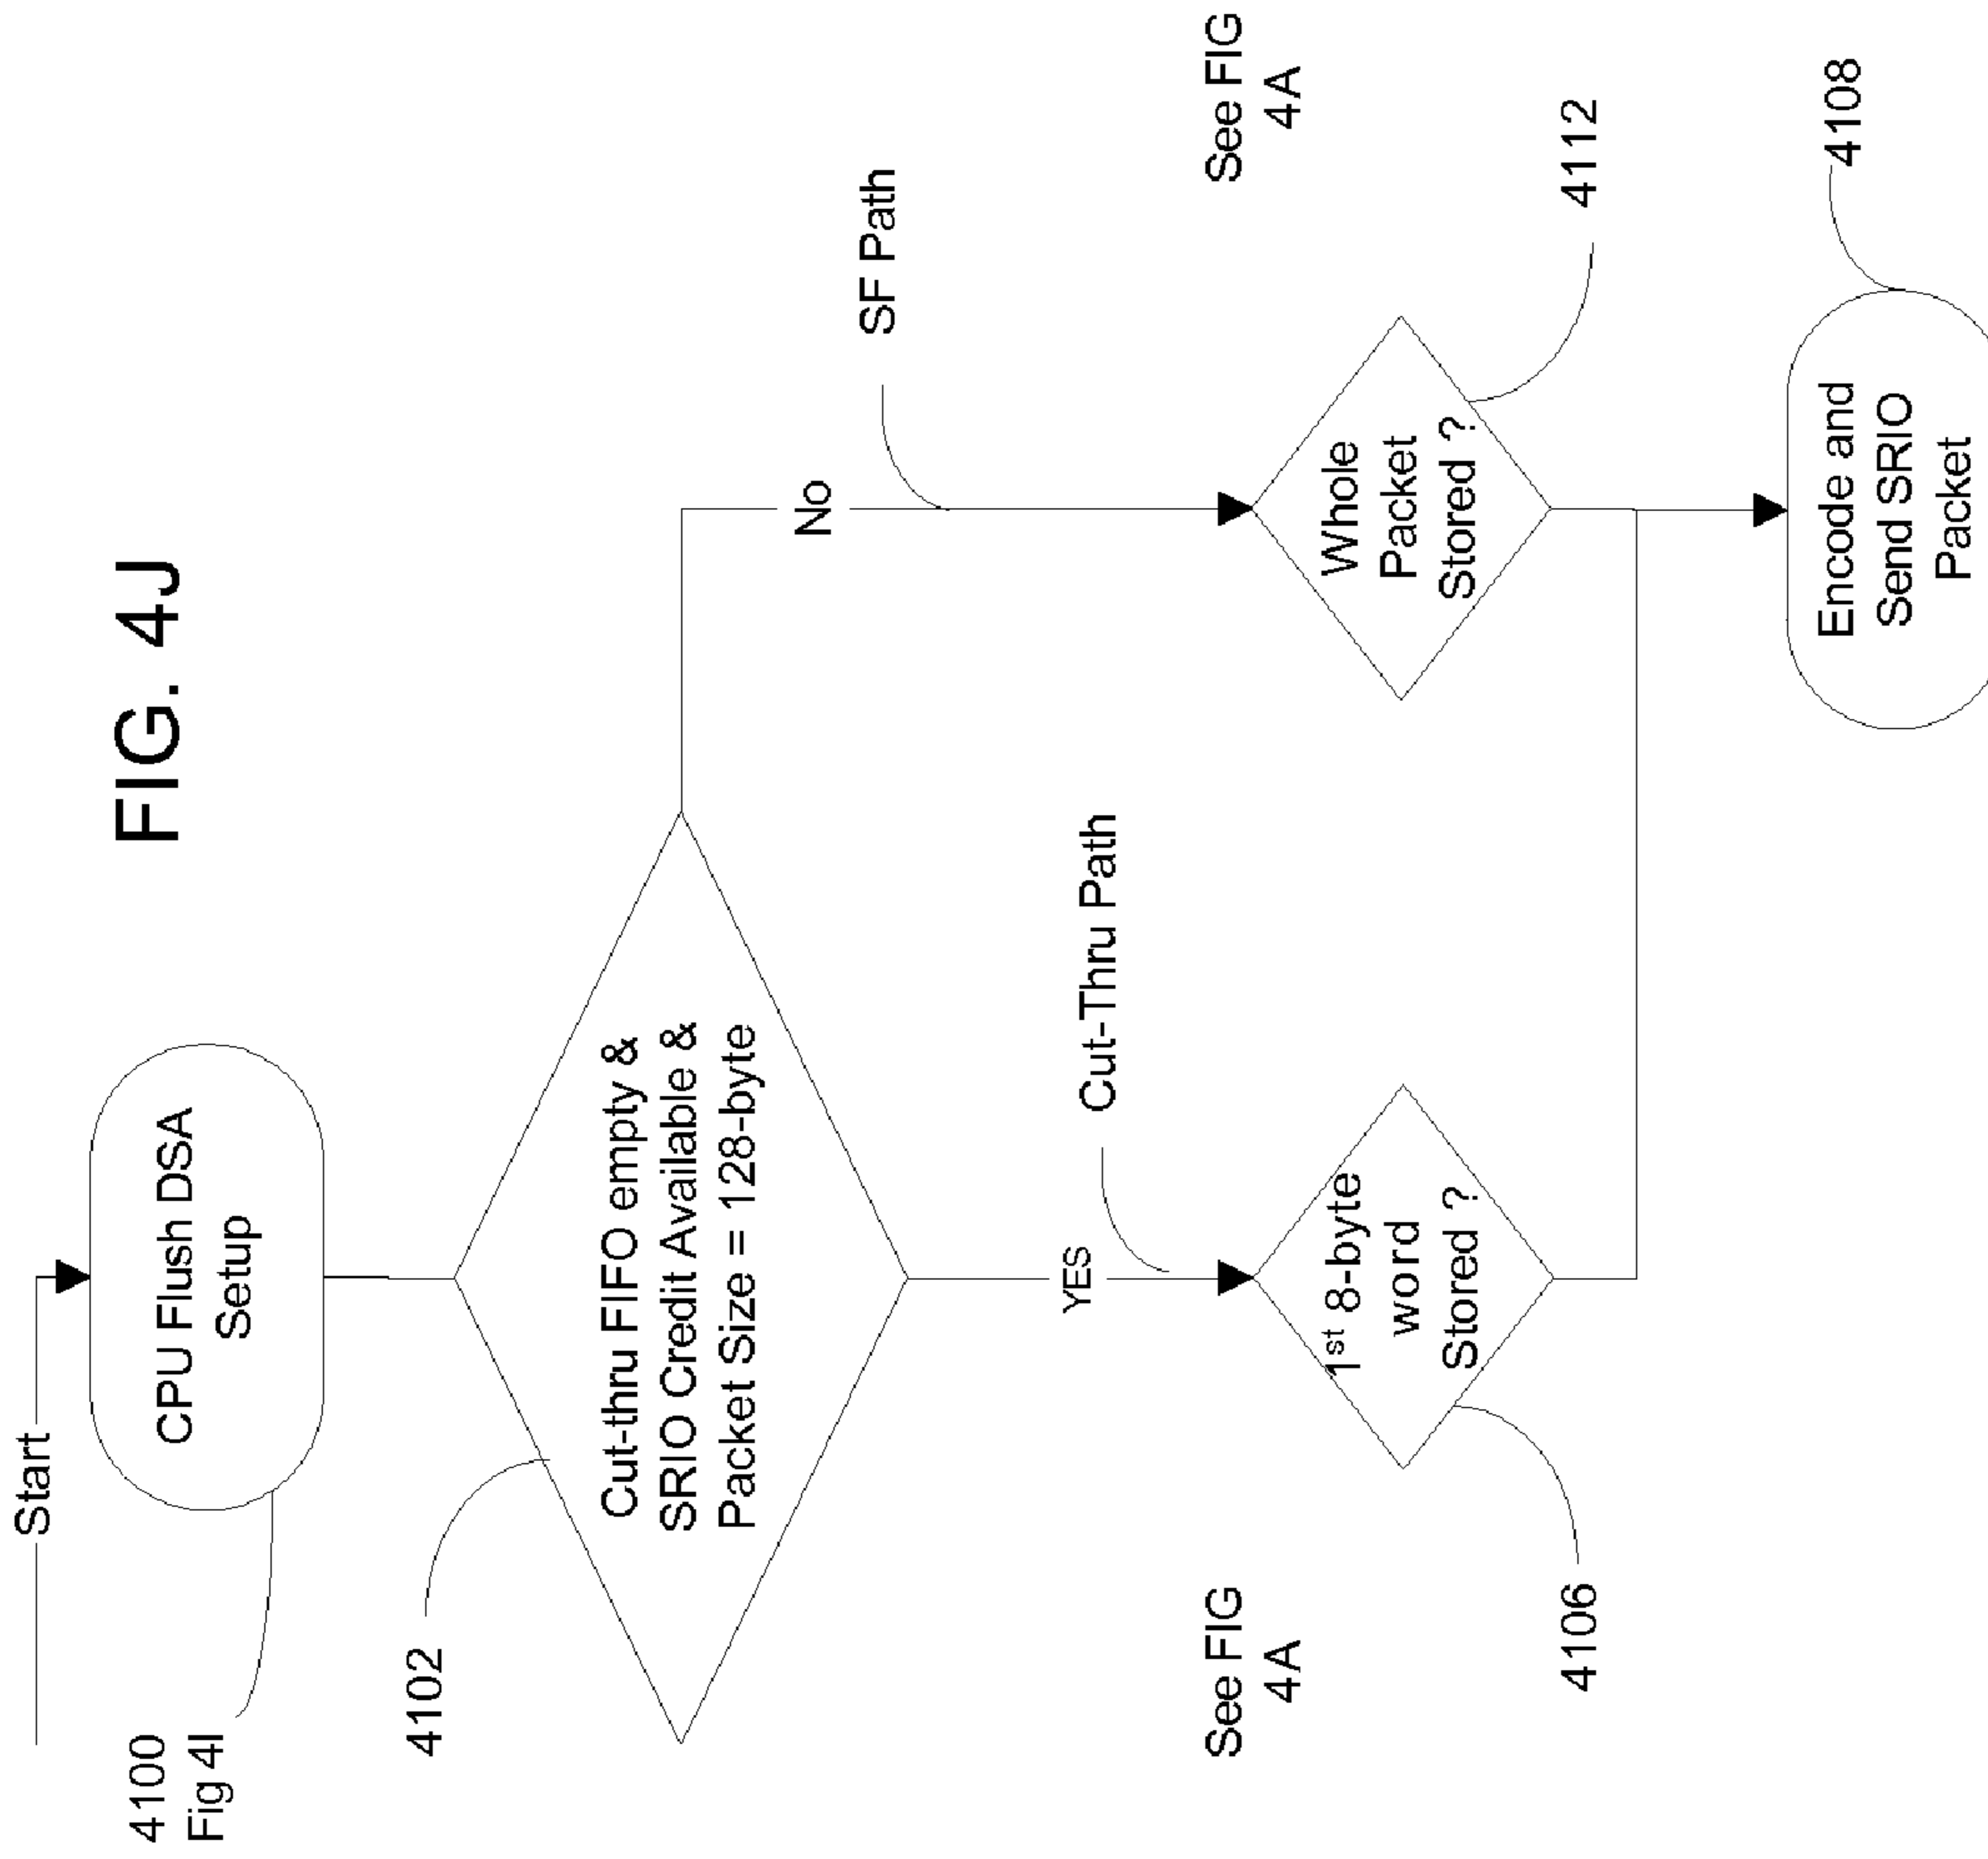 FIG. 4J
Start
4100
Fig 4I
CPU Flush DSA
Setup
4102
Cut-thru FIFO empty &
SRIO Credit Available &
Packet Size = 128-byte
No
SF Path
YES
Cut-Thru Path
See FIG
4A
1st 8-byte
word
Stored ?
4106
See FIG
4A
Whole
Packet
Stored ?
4112
Encode and
Send SRIO
Packet
4108